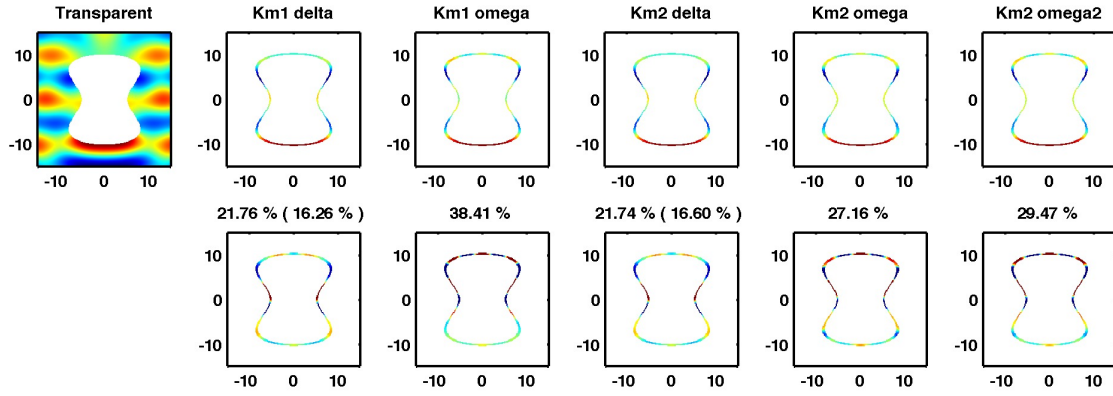 Transparent Km1 delta Km1 omega Km2 delta Km2 omega Km2 omega2
10 10 10 10 10 10
0 0 0 0 0 0
-10 -10 -10 -10 -10 -10
-10 0 10 -10 0 10 -10 0 10 -10 0 10 -10 0 10 -10 0 10
21.76 % ( 16.26 % ) 38.41 % 21.74 % ( 16.60 % ) 27.16 % 29.47 %
10 10 10 10 10
0 0 0 0 0
-10 -10 -10 -10 -10
-10 0 10 -10 0 10 -10 0 10 -10 0 10 -10 0 10